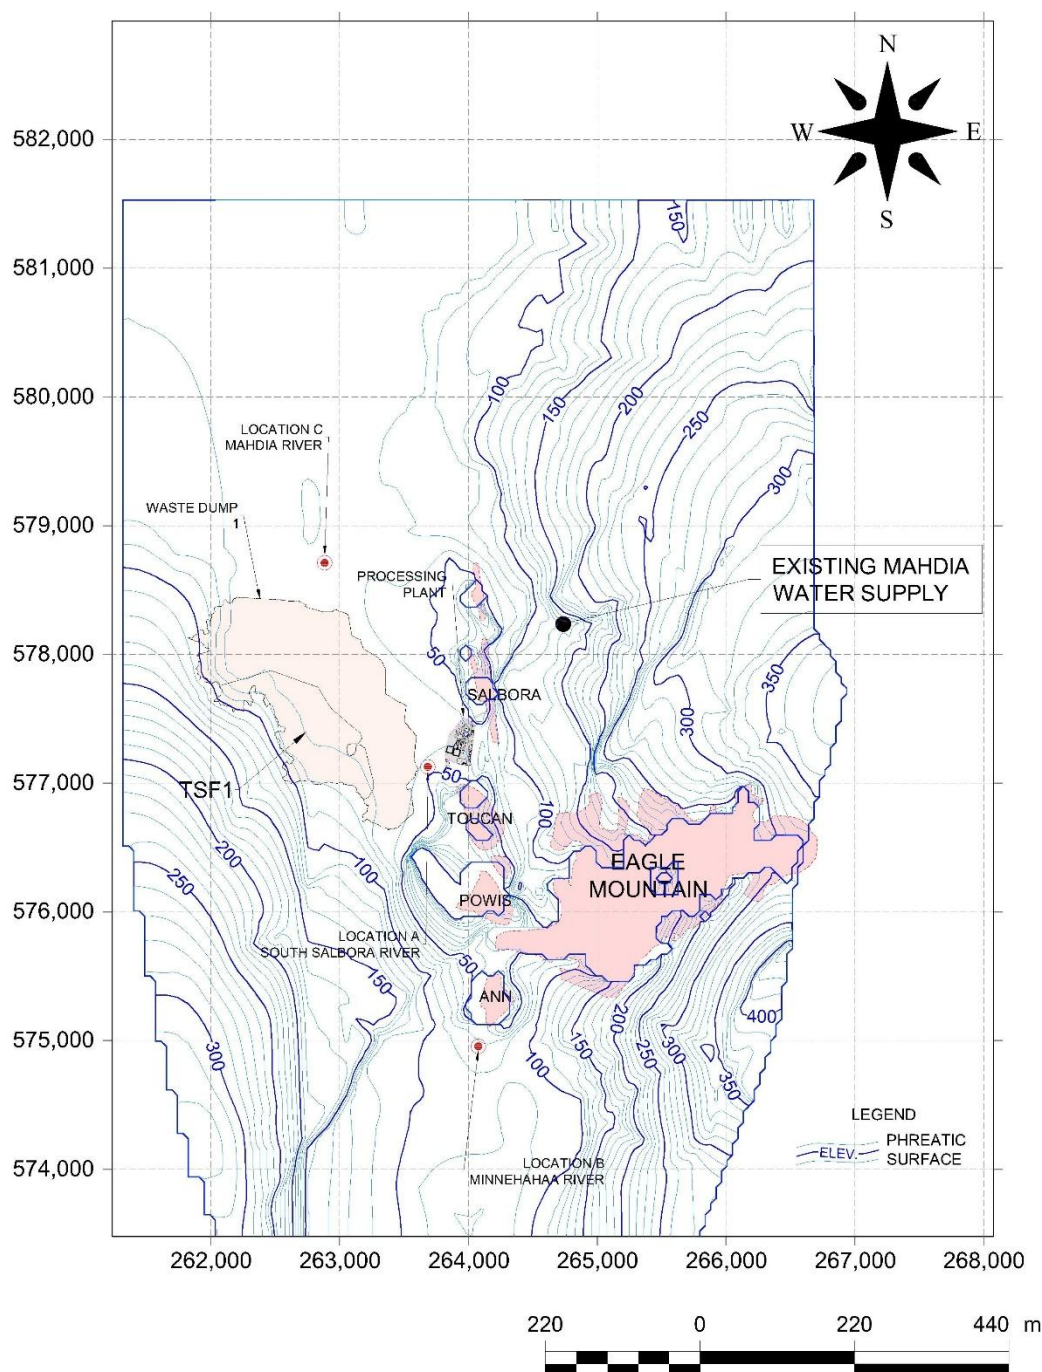 N
W E
S
582,000
581,000
580,000
579,000
578,000
577,000
576,000
575,000
574,000
150
100
150
200
250
300
LOCATION C
MAHDIA RIVER
WASTE DUMP
1
PROCESSING
PLANT
EXISTING MAHDIA
WATER SUPPLY
50
SALBORA
350
300
TSF1
50
TOUCAN
100
EAGLE
MOUNTAIN
200
100
250
POWIS
LOCATION A
SOUTH SALBORA RIVER
50
150
ANN
400
200
300
150
250
100
350
300
LEGEND
ELEV.
PHREATIC
SURFACE
LOCATION B
MINNEHAHAA RIVER
262,000 263,000 264,000 265,000 266,000 267,000 268,000
220 0 220 440 m